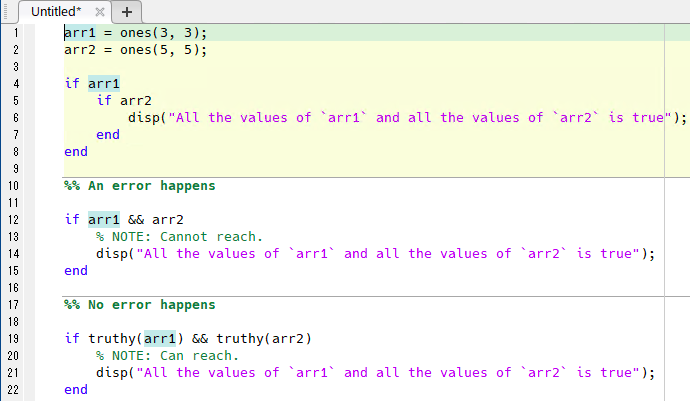 Untitled* × +
1 arr1 = ones(3, 3);
2 arr2 = ones(5, 5);
3
4 if arr1
5     if arr2
6         disp("All the values of `arr1` and all the values of `arr2` is true");
7     end
8 end
9
10 %% An error happens
11
12 if arr1 && arr2
13     % NOTE: Cannot reach.
14     disp("All the values of `arr1` and all the values of `arr2` is true");
15 end
16
17 %% No error happens
18
19 if truthy(arr1) && truthy(arr2)
20     % NOTE: Can reach.
21     disp("All the values of `arr1` and all the values of `arr2` is true");
22 end